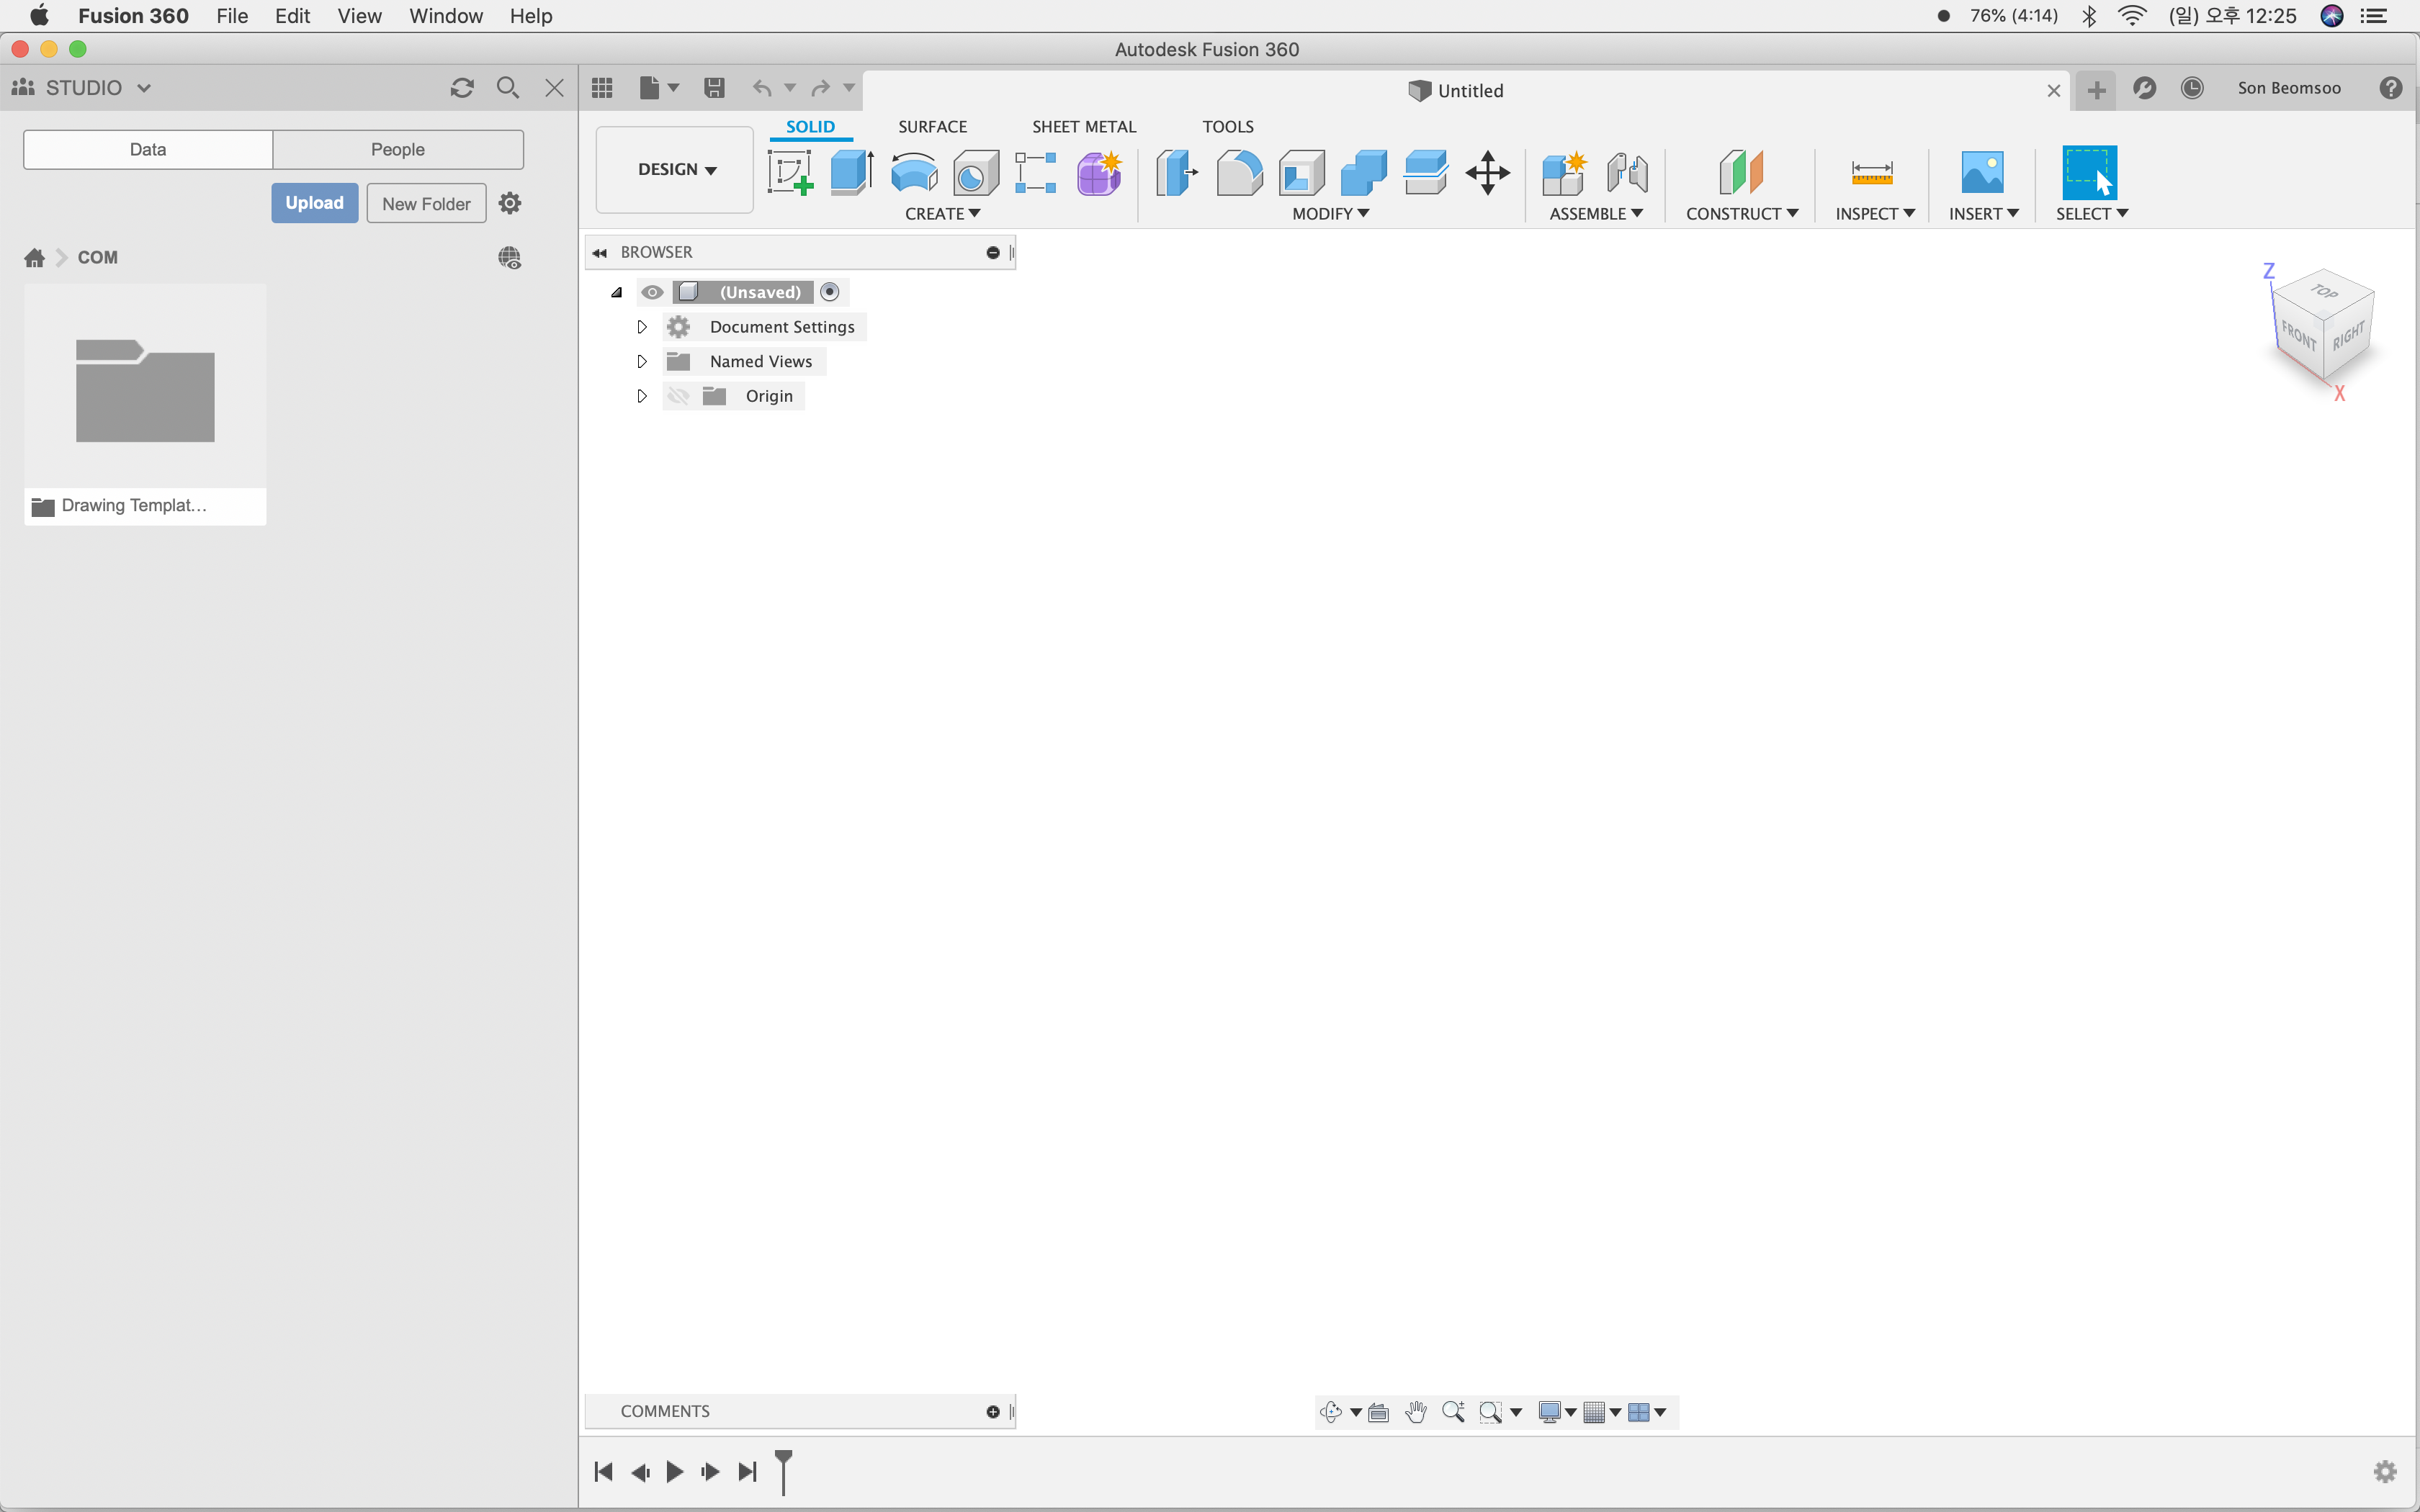 Fusion 360 File Edit View Window Help 76% (4:14) (일) 오후 12:25
Autodesk Fusion 360
STUDIO Untitled Son Beomsoo
SOLID SURFACE SHEET METAL TOOLS
Data People
DESIGN
Upload New Folder
CREATE MODIFY ASSEMBLE CONSTRUCT INSPECT INSERT SELECT
COM
BROWSER
(Unsaved)
Document Settings
Named Views
Origin
Z
TOP
FRONT RIGHT
X
Drawing Templat...
COMMENTS